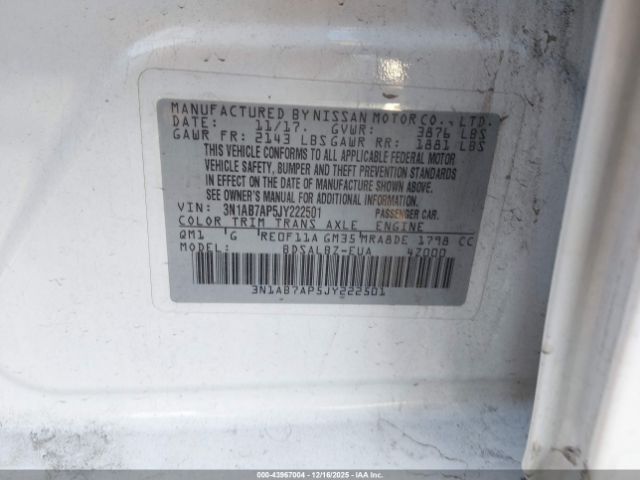 MANUFACTURED BY NISSAN MOTOR CO., LTD.
DATE: 11/17. GVWR: 3876 LBS
GAWR FR: 2143 LBS GAWR RR: 1881 LBS
THIS VEHICLE CONFORMS TO ALL APPLICABLE FEDERAL MOTOR
VEHICLE SAFETY, BUMPER AND THEFT PREVENTION STANDARDS
IN EFFECT ON THE DATE OF MANUFACTURE SHOWN ABOVE.
SEE OWNER'S MANUAL FOR ADDITIONAL INFORMATION.
VIN: 3N1AB7AP5JY222501 PASSENGER CAR.
COLOR TRIM TRANS AXLE ENGINE
QM1 G RE0F11A GM35 MRA8DE 1798 CC
MODEL: BDSALBZ-EUA 4Z000
3N1AB7AP5JY222501
000-43967004 | 12/16/2025 | IAAI.COM